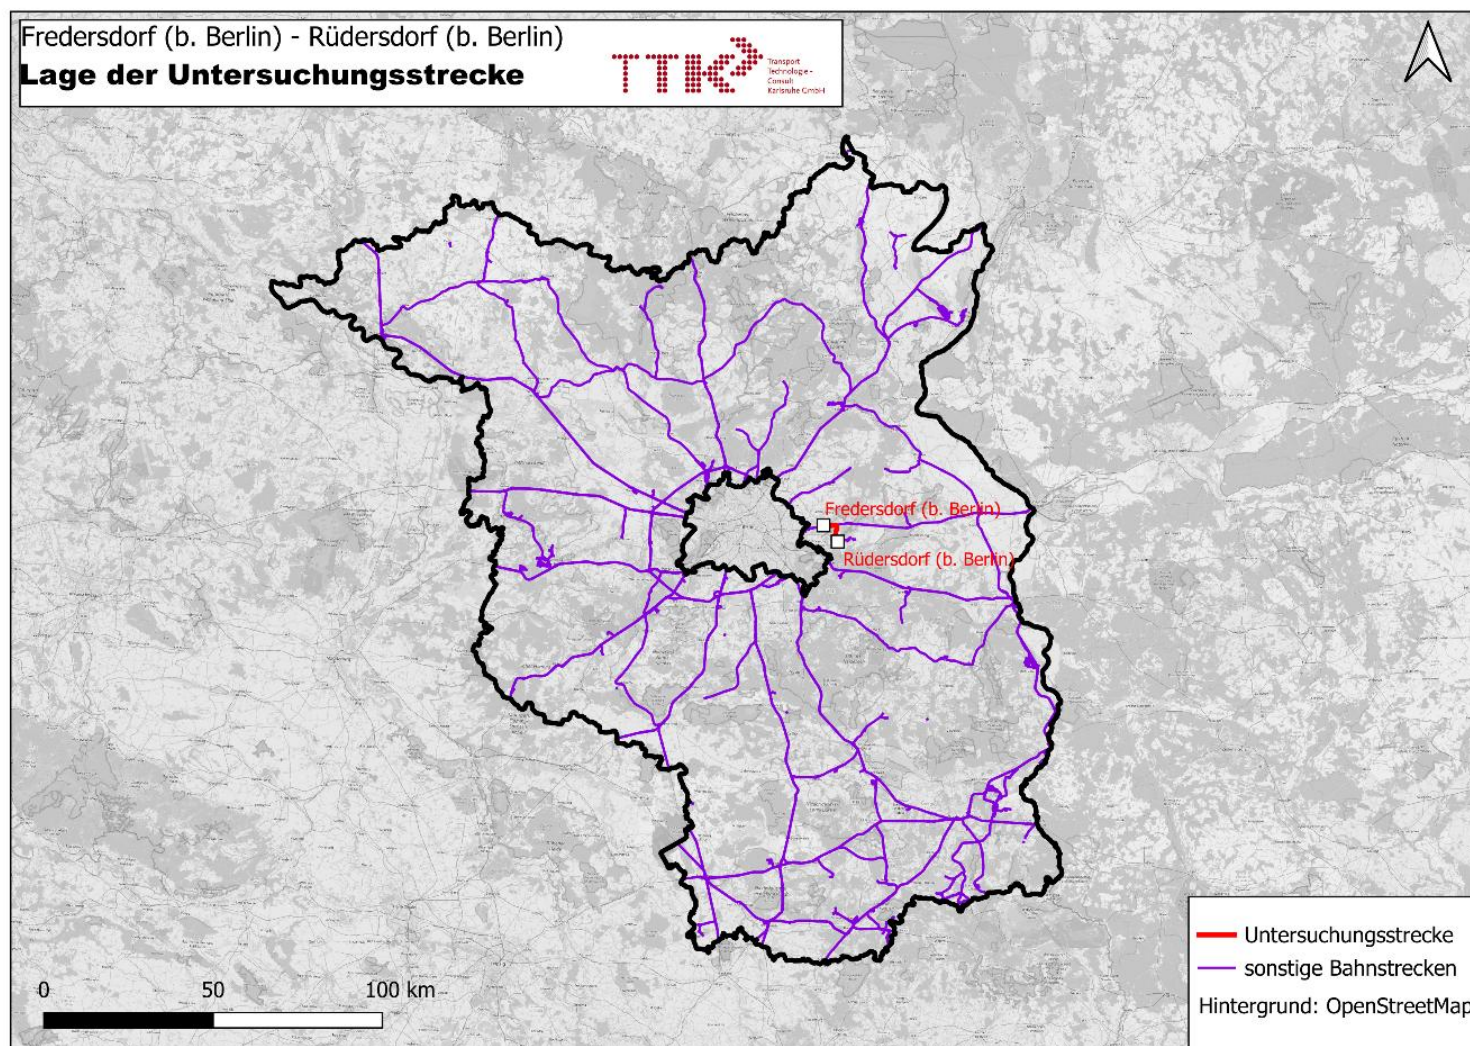 Fredersdorf (b. Berlin) - Rüdersdorf (b. Berlin)
Lage der Untersuchungsstrecke
TTK
Transport
Technologie -
Consult
Karlsruhe GmbH
Fredersdorf (b. Berlin)
Rüdersdorf (b. Berlin)
Untersuchungsstrecke
sonstige Bahnstrecken
Hintergrund: OpenStreetMap
0 50 100 km